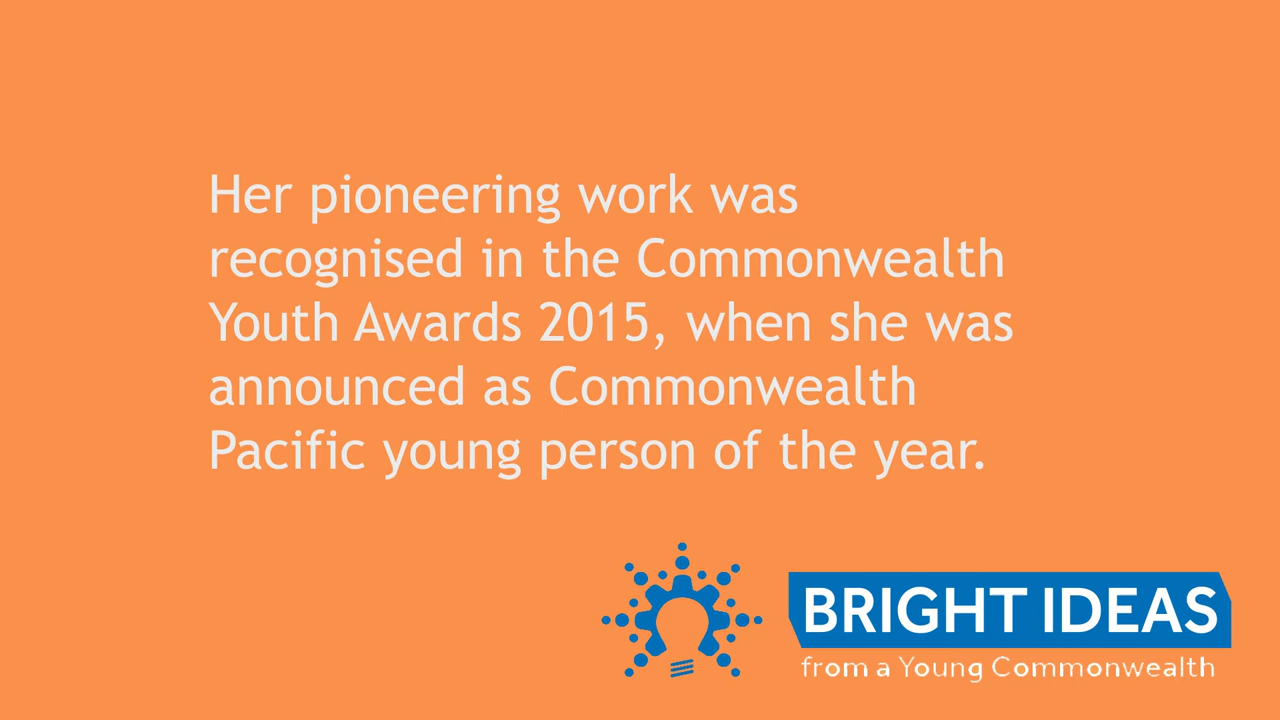 Her pioneering work was
recognised in the Commonwealth
Youth Awards 2015, when she was
announced as Commonwealth
Pacific young person of the year.
BRIGHT IDEAS
from a Young Commonwealth